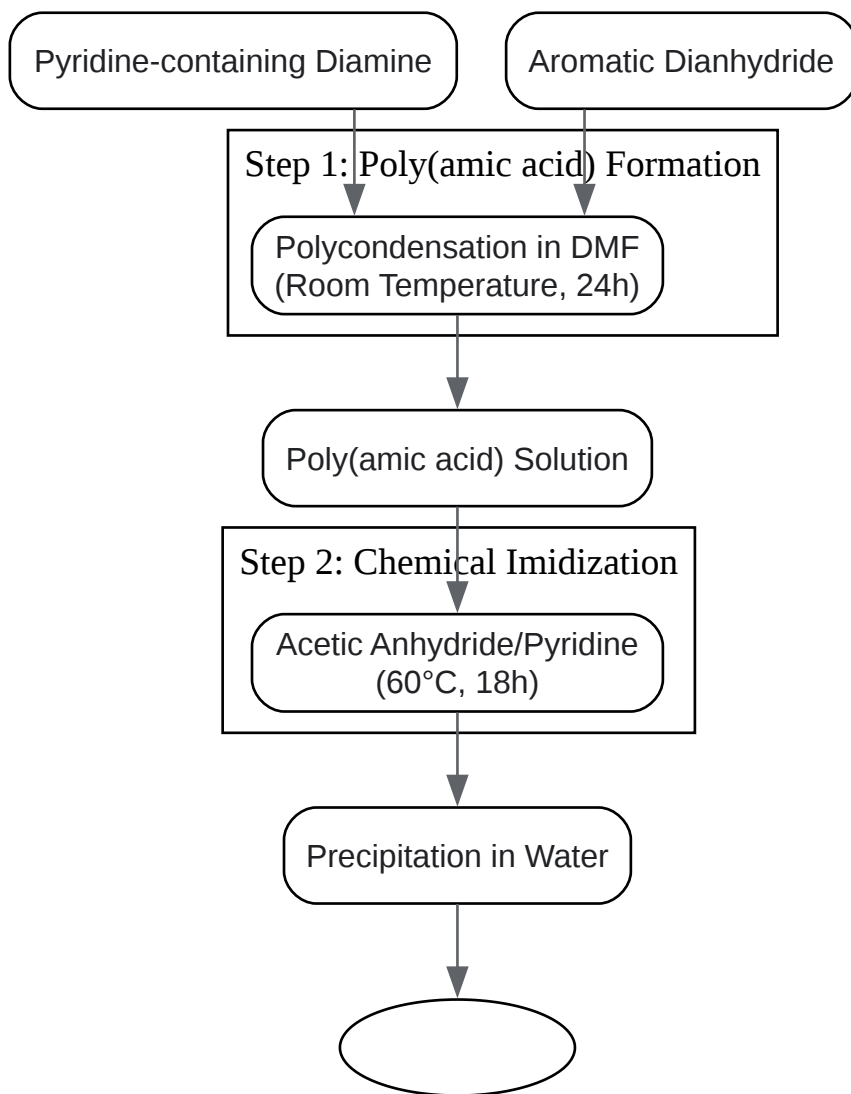 Pyridine-containing Diamine
Aromatic Dianhydride
Step 1: Poly(amic acid) Formation
Polycondensation in DMF
(Room Temperature, 24h)
Poly(amic acid) Solution
Step 2: Chemical Imidization
Acetic Anhydride/Pyridine
(60°C, 18h)
Precipitation in Water